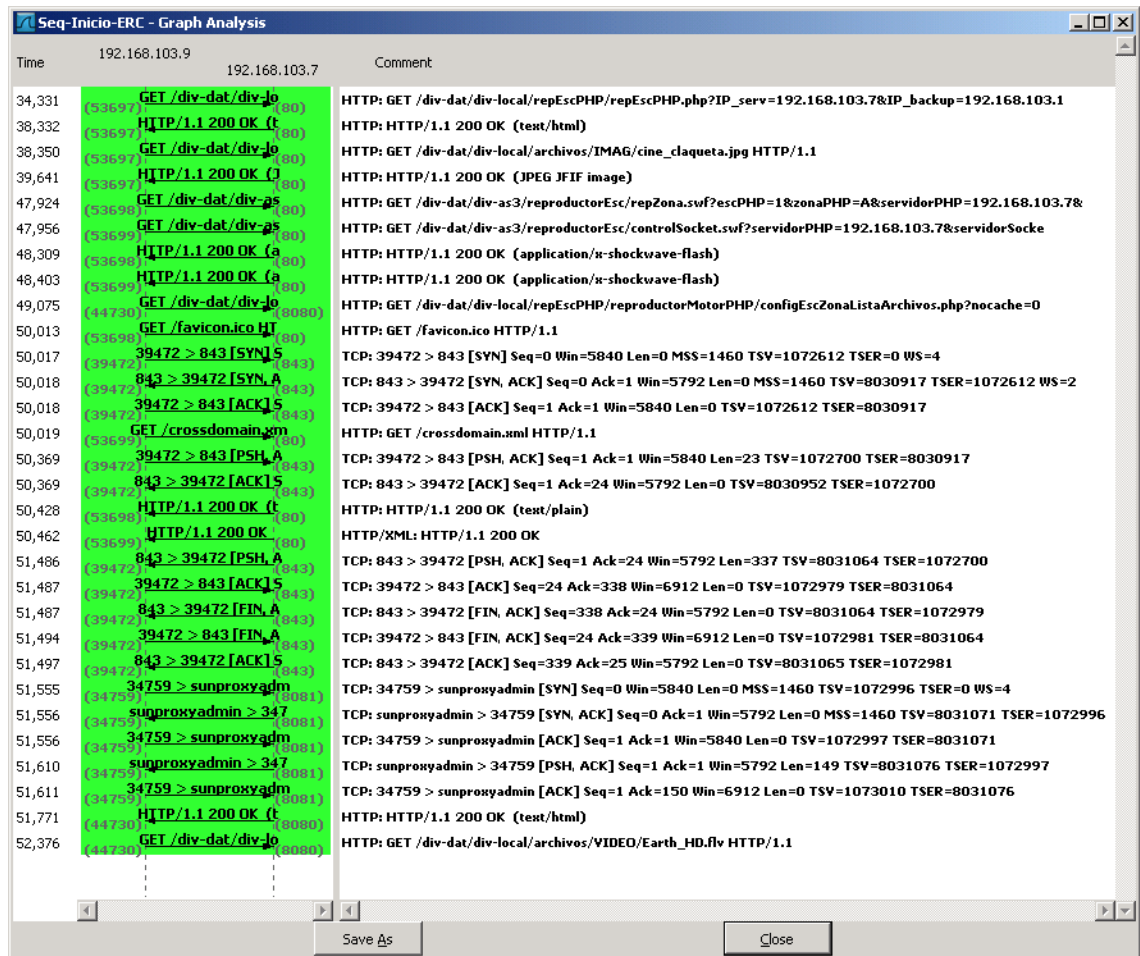 Seq-Inicio-ERC - Graph Analysis
Time 192.168.103.9 192.168.103.7 Comment
34,331 (53697) GET /div-dat/div-lo (80) HTTP: GET /div-dat/div-local/repEscPHP/repEscPHP.php?IP_serv=192.168.103.7&IP_backup=192.168.103.1
38,332 (53697) HTTP/1.1 200 OK (t (80) HTTP: HTTP/1.1 200 OK (text/html)
38,350 (53697) GET /div-dat/div-lo (80) HTTP: GET /div-dat/div-local/archivos/IMAG/cine_claqueta.jpg HTTP/1.1
39,641 (53697) HTTP/1.1 200 OK (J (80) HTTP: HTTP/1.1 200 OK (JPEG JFIF image)
47,924 (53698) GET /div-dat/div-as (80) HTTP: GET /div-dat/div-as3/reproductorEsc/repZona.swf?escPHP=1&zonaPHP=A&servidorPHP=192.168.103.7&
47,956 (53699) GET /div-dat/div-as (80) HTTP: GET /div-dat/div-as3/reproductorEsc/controlSocket.swf?servidorPHP=192.168.103.7&servidorSocke
48,309 (53698) HTTP/1.1 200 OK (a (80) HTTP: HTTP/1.1 200 OK (application/x-shockwave-flash)
48,403 (53699) HTTP/1.1 200 OK (a (80) HTTP: HTTP/1.1 200 OK (application/x-shockwave-flash)
49,075 (44730) GET /div-dat/div-lo (8080) HTTP: GET /div-dat/div-local/repEscPHP/reproductorMotorPHP/configEscZonaListaArchivos.php?nocache=0
50,013 (53698) GET /favicon.ico HT (80) HTTP: GET /favicon.ico HTTP/1.1
50,017 (39472) 39472 > 843 [SYN] S (843) TCP: 39472 > 843 [SYN] Seq=0 Win=5840 Len=0 MSS=1460 TSV=1072612 TSER=0 WS=4
50,018 (39472) 843 > 39472 [SYN, A (843) TCP: 843 > 39472 [SYN, ACK] Seq=0 Ack=1 Win=5792 Len=0 MSS=1460 TSV=8030917 TSER=1072612 WS=2
50,018 (39472) 39472 > 843 [ACK] S (843) TCP: 39472 > 843 [ACK] Seq=1 Ack=1 Win=5840 Len=0 TSV=1072612 TSER=8030917
50,019 (53699) GET /crossdomain.xm (80) HTTP: GET /crossdomain.xml HTTP/1.1
50,369 (39472) 39472 > 843 [PSH, A (843) TCP: 39472 > 843 [PSH, ACK] Seq=1 Ack=1 Win=5840 Len=23 TSV=1072700 TSER=8030917
50,369 (39472) 843 > 39472 [ACK] S (843) TCP: 843 > 39472 [ACK] Seq=1 Ack=24 Win=5792 Len=0 TSV=8030952 TSER=1072700
50,428 (53698) HTTP/1.1 200 OK (t (80) HTTP: HTTP/1.1 200 OK (text/plain)
50,462 (53699) HTTP/1.1 200 OK (80) HTTP/XML: HTTP/1.1 200 OK
51,486 (39472) 843 > 39472 [PSH, A (843) TCP: 843 > 39472 [PSH, ACK] Seq=1 Ack=24 Win=5792 Len=337 TSV=8031064 TSER=1072700
51,487 (39472) 39472 > 843 [ACK] S (843) TCP: 39472 > 843 [ACK] Seq=24 Ack=338 Win=6912 Len=0 TSV=1072979 TSER=8031064
51,487 (39472) 843 > 39472 [FIN, A (843) TCP: 843 > 39472 [FIN, ACK] Seq=338 Ack=24 Win=5792 Len=0 TSV=8031064 TSER=1072979
51,494 (39472) 39472 > 843 [FIN, A (843) TCP: 39472 > 843 [FIN, ACK] Seq=24 Ack=339 Win=6912 Len=0 TSV=1072981 TSER=8031064
51,497 (39472) 843 > 39472 [ACK] S (843) TCP: 843 > 39472 [ACK] Seq=339 Ack=25 Win=5792 Len=0 TSV=8031065 TSER=1072981
51,555 (34759) 34759 > sunproxyadm (8081) TCP: 34759 > sunproxyadmin [SYN] Seq=0 Win=5840 Len=0 MSS=1460 TSV=1072996 TSER=0 WS=4
51,556 (34759) sunproxyadmin > 347 (8081) TCP: sunproxyadmin > 34759 [SYN, ACK] Seq=0 Ack=1 Win=5792 Len=0 MSS=1460 TSV=8031071 TSER=1072996
51,556 (34759) 34759 > sunproxyadm (8081) TCP: 34759 > sunproxyadmin [ACK] Seq=1 Ack=1 Win=5840 Len=0 TSV=1072997 TSER=8031071
51,610 (34759) sunproxyadmin > 347 (8081) TCP: sunproxyadmin > 34759 [PSH, ACK] Seq=1 Ack=1 Win=5792 Len=149 TSV=8031076 TSER=1072997
51,611 (34759) 34759 > sunproxyadm (8081) TCP: 34759 > sunproxyadmin [ACK] Seq=1 Ack=150 Win=6912 Len=0 TSV=1073010 TSER=8031076
51,771 (44730) HTTP/1.1 200 OK (t (8080) HTTP: HTTP/1.1 200 OK (text/html)
52,376 (44730) GET /div-dat/div-lo (8080) HTTP: GET /div-dat/div-local/archivos/VIDEO/Earth_HD.flv HTTP/1.1
Save As Close